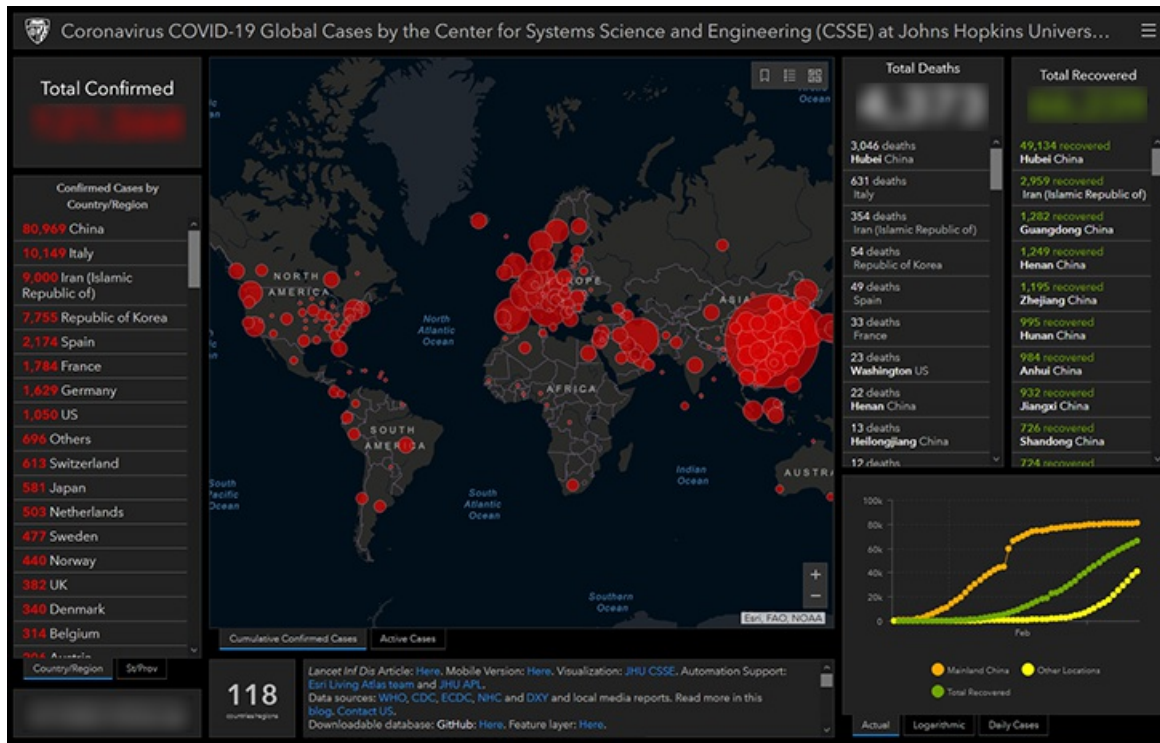 Coronavirus COVID-19 Global Cases by the Center for Systems Science and Engineering (CSSE) at Johns Hopkins Univers...
Total Confirmed
Confirmed Cases by
Country/Region
80,969 China
10,149 Italy
9,000 Iran (Islamic
Republic of)
7,755 Republic of Korea
2,174 Spain
1,784 France
1,629 Germany
1,050 US
696 Others
613 Switzerland
581 Japan
503 Netherlands
477 Sweden
440 Norway
382 UK
340 Denmark
314 Belgium
Country/Region
St/Prov
Ocean
NORTH
AMERICA
North
Atlantic
Ocean
ASIA
AFRICA
SOUTH
AMERICA
South
Pacific
Ocean
South
Atlantic
Ocean
Indian
Ocean
AUSTRA
Southern
Ocean
+
−
Esri, FAO, NOAA
Cumulative Confirmed Cases
Active Cases
118
countries/regions
Lancet Inf Dis Article: Here. Mobile Version: Here. Visualization: JHU CSSE. Automation Support:
Esri Living Atlas team and JHU APL.
Data sources: WHO, CDC, ECDC, NHC and DXY and local media reports. Read more in this
blog. Contact US.
Downloadable database: GitHub: Here. Feature layer: Here.
Total Deaths
3,046 deaths
Hubei China
631 deaths
Italy
354 deaths
Iran (Islamic Republic of)
54 deaths
Republic of Korea
49 deaths
Spain
33 deaths
France
23 deaths
Washington US
22 deaths
Henan China
13 deaths
Heilongjiang China
12 deaths
Total Recovered
49,134 recovered
Hubei China
2,959 recovered
Iran (Islamic Republic of)
1,282 recovered
Guangdong China
1,249 recovered
Henan China
1,195 recovered
Zhejiang China
995 recovered
Hunan China
984 recovered
Anhui China
932 recovered
Jiangxi China
726 recovered
Shandong China
724 recovered
100k
80k
60k
40k
20k
0
Feb
Mainland China
Other Locations
Total Recovered
Actual
Logarithmic
Daily Cases